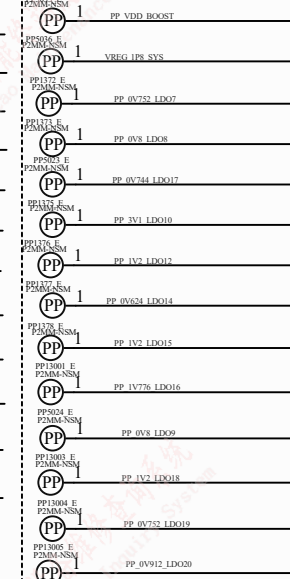 P2MM-NSM
PP 1 PP_VDD_BOOST
PP5036_E
P2MM-NSM
PP 1 VREG_1P8_SYS
PP1372_E
P2MM-NSM
PP 1 PP_0V752_LDO7
PP1373_E
P2MM-NSM
PP 1 PP_0V8_LDO8
PP5023_E
P2MM-NSM
PP 1 PP_0V744_LDO17
PP1375_E
P2MM-NSM
PP 1 PP_3V1_LDO10
PP1376_E
P2MM-NSM
PP 1 PP_1V2_LDO12
PP1377_E
P2MM-NSM
PP 1 PP_0V624_LDO14
PP1378_E
P2MM-NSM
PP 1 PP_1V2_LDO15
PP13001_E
P2MM-NSM
PP 1 PP_1V776_LDO16
PP5024_E
P2MM-NSM
PP 1 PP_0V8_LDO9
PP13003_E
P2MM-NSM
PP 1 PP_1V2_LDO18
PP13004_E
P2MM-NSM
PP 1 PP_0V752_LDO19
PP13005_E
P2MM-NSM
PP 1 PP_0V912_LDO20